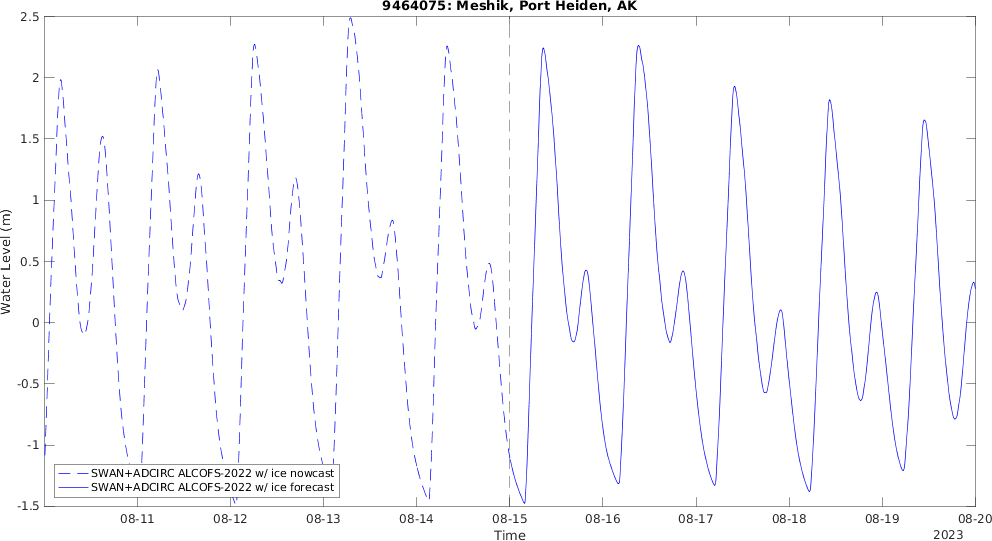 9464075: Meshik, Port Heiden, AK
Water Level (m)
2.5
2
1.5
1
0.5
0
-0.5
-1
-1.5
SWAN+ADCIRC ALCOFS-2022 w/ ice nowcast
SWAN+ADCIRC ALCOFS-2022 w/ ice forecast
08-11 08-12 08-13 08-14 08-15 08-16 08-17 08-18 08-19 08-20
Time
2023